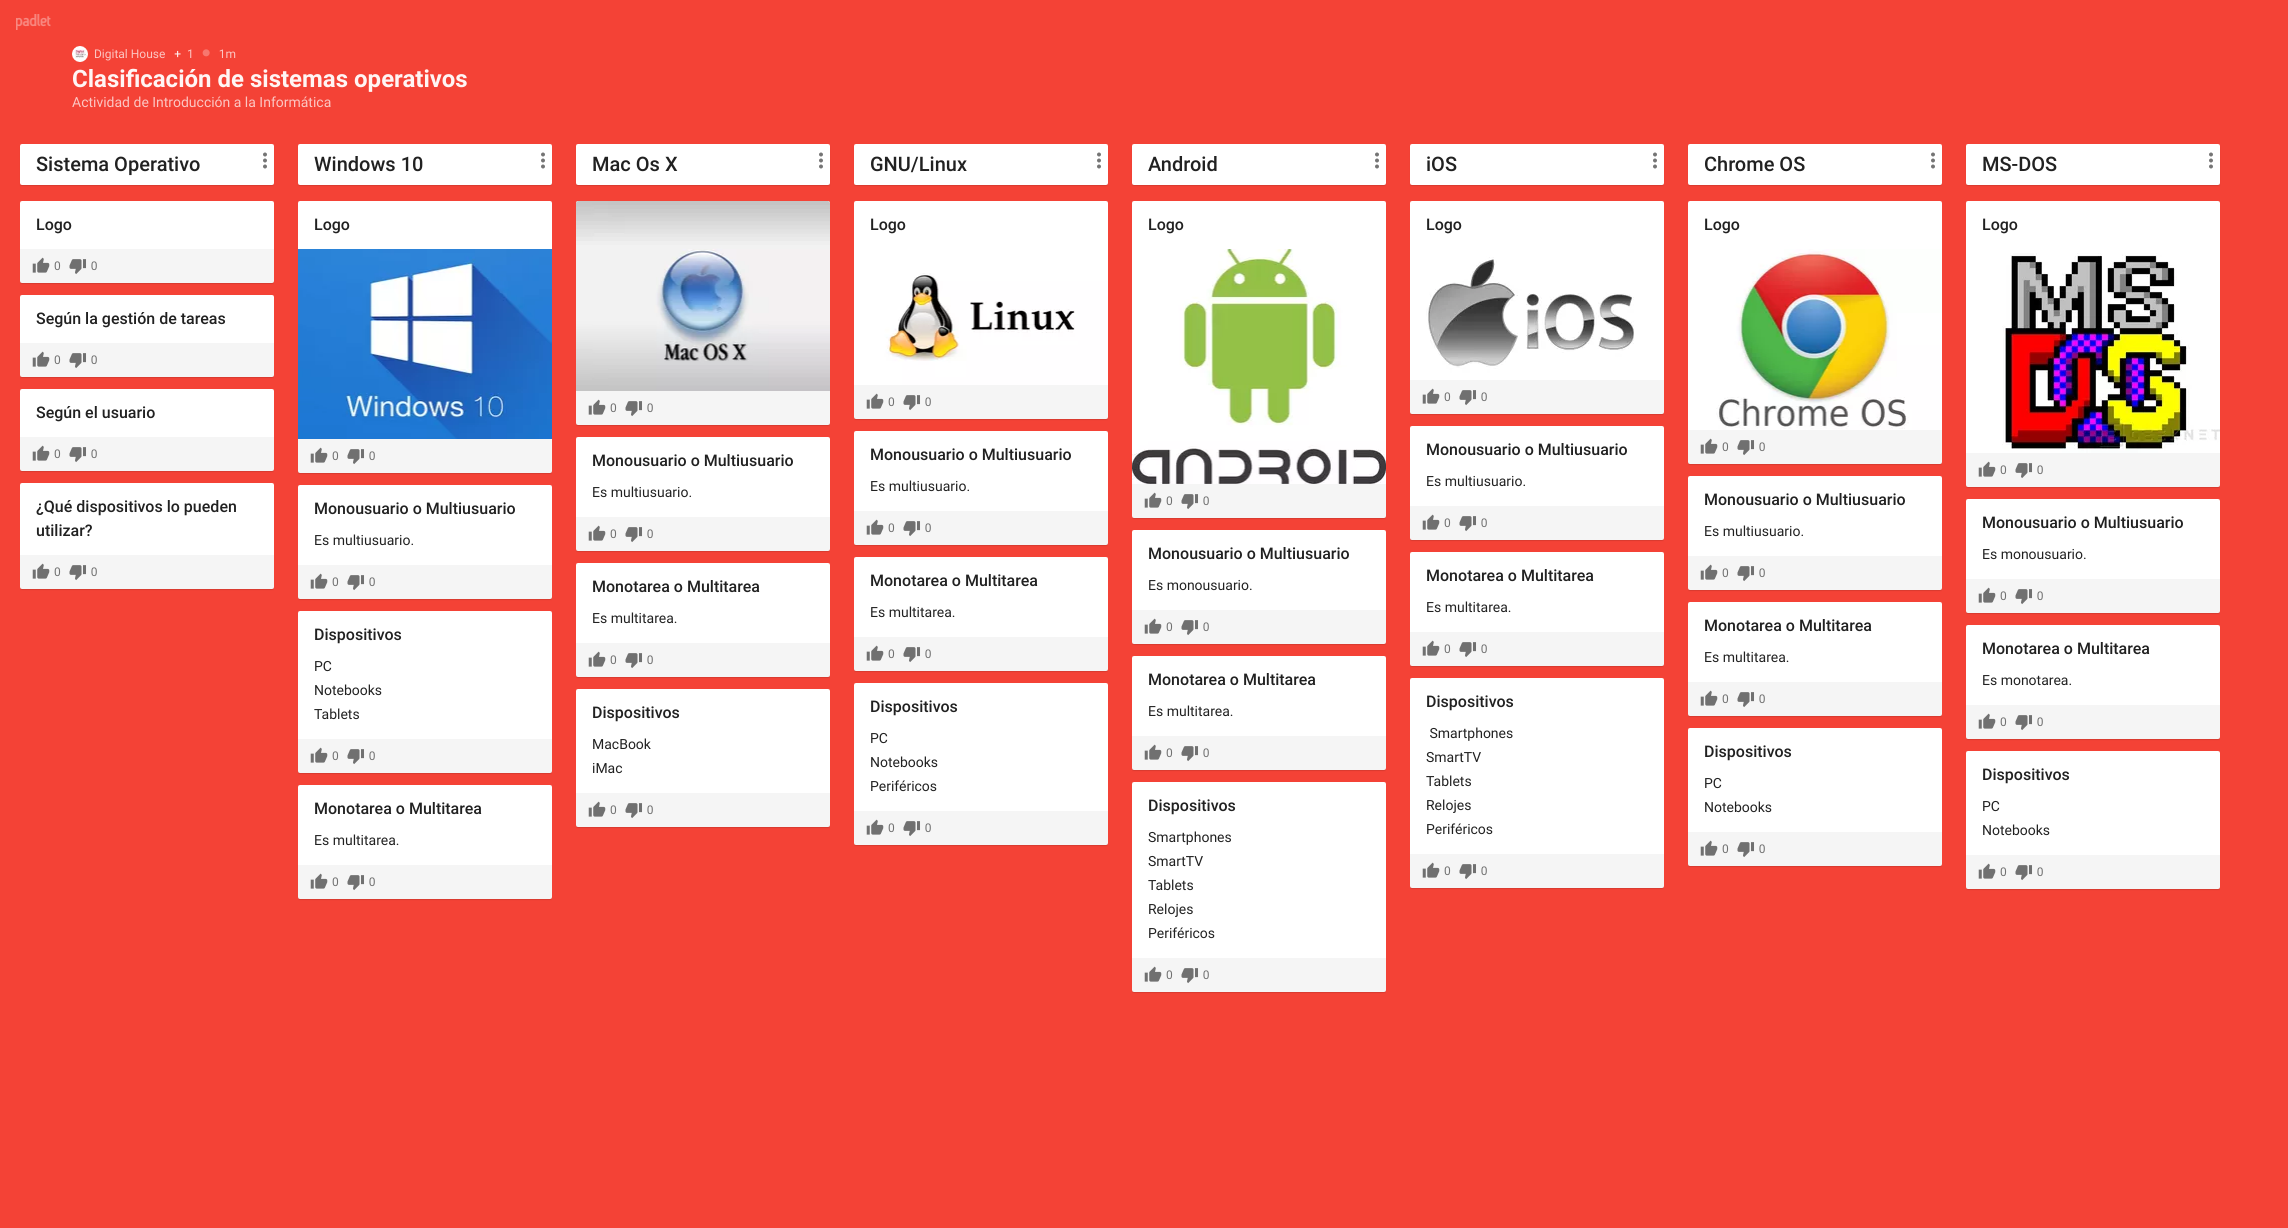 padlet
Digital House + 1 • 1m
Clasificación de sistemas operativos
Actividad de Introducción a la Informática
Sistema Operativo
Logo
0 0
Según la gestión de tareas
0 0
Según el usuario
0 0
¿Qué dispositivos lo pueden
utilizar?
0 0
Windows 10
Logo
Windows 10
0 0
Monousuario o Multiusuario
Es multiusuario.
0 0
Dispositivos
PC
Notebooks
Tablets
0 0
Monotarea o Multitarea
Es multitarea.
0 0
Mac Os X
Mac OS X
0 0
Monousuario o Multiusuario
Es multiusuario.
0 0
Monotarea o Multitarea
Es multitarea.
0 0
Dispositivos
MacBook
iMac
0 0
GNU/Linux
Logo
Linux
0 0
Monousuario o Multiusuario
Es multiusuario.
0 0
Monotarea o Multitarea
Es multitarea.
0 0
Dispositivos
PC
Notebooks
Periféricos
0 0
Android
Logo
ANDROID
0 0
Monousuario o Multiusuario
Es monousuario.
0 0
Monotarea o Multitarea
Es multitarea.
0 0
Dispositivos
Smartphones
SmartTV
Tablets
Relojes
Periféricos
0 0
iOS
Logo
iOS
0 0
Monousuario o Multiusuario
Es multiusuario.
0 0
Monotarea o Multitarea
Es multitarea.
0 0
Dispositivos
Smartphones
SmartTV
Tablets
Relojes
Periféricos
0 0
Chrome OS
Logo
Chrome OS
0 0
Monousuario o Multiusuario
Es multiusuario.
0 0
Monotarea o Multitarea
Es multitarea.
0 0
Dispositivos
PC
Notebooks
0 0
MS-DOS
Logo
MS
DOS
0 0
Monousuario o Multiusuario
Es monousuario.
0 0
Monotarea o Multitarea
Es monotarea.
0 0
Dispositivos
PC
Notebooks
0 0